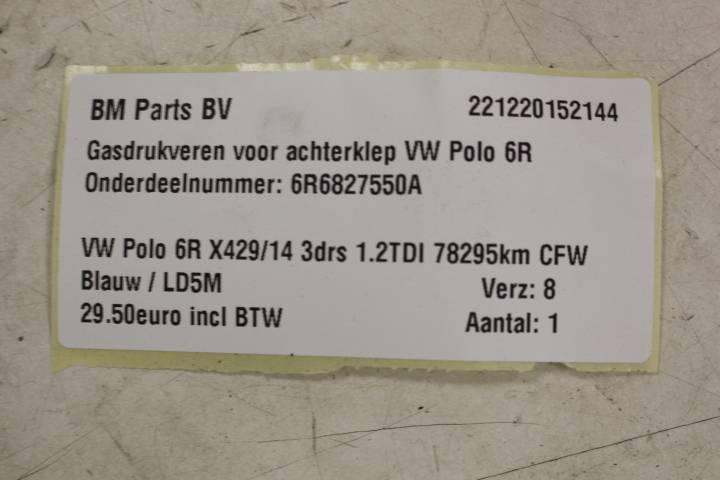 BM Parts BV 221220152144
Gasdrukveren voor achterklep VW Polo 6R
Onderdeelnummer: 6R6827550A
VW Polo 6R X429/14 3drs 1.2TDI 78295km CFW
Blauw / LD5M Verz: 8
29.50euro incl BTW Aantal: 1